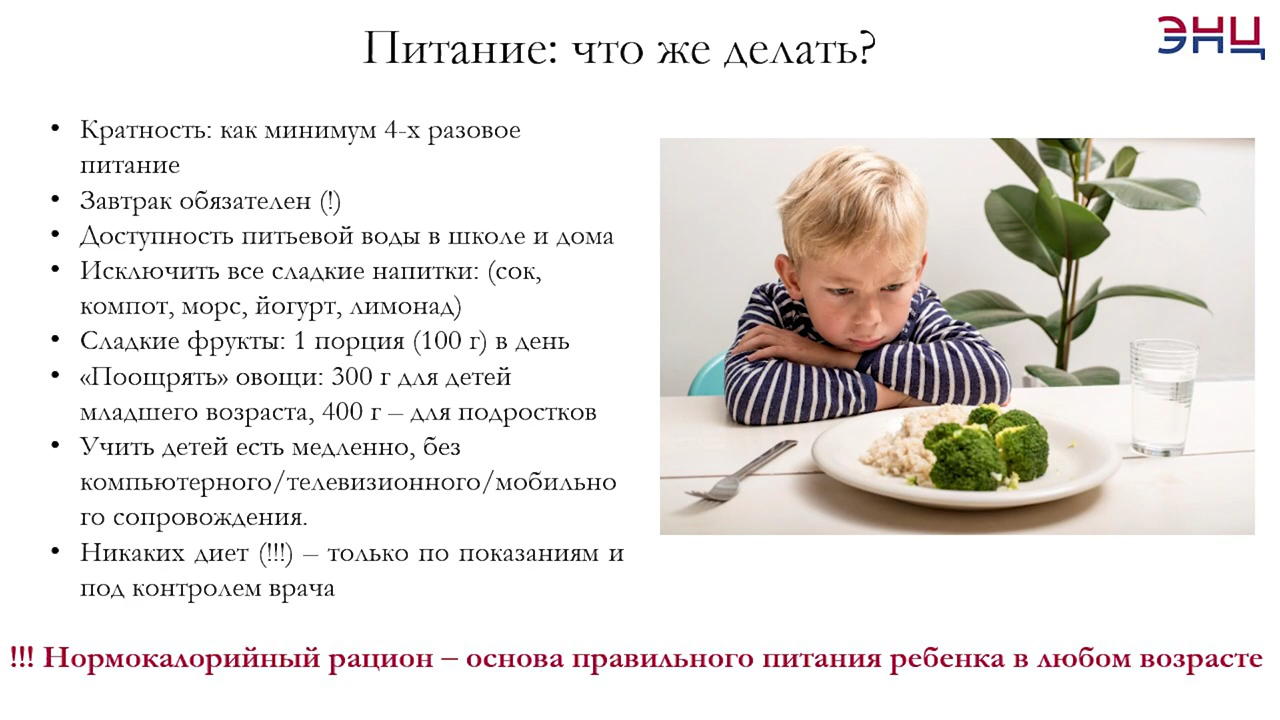 Питание: что же делать?
ЭНЦ
• Кратность: как минимум 4-х разовое
питание
• Завтрак обязателен (!)
• Доступность питьевой воды в школе и дома
• Исключить все сладкие напитки: (сок,
компот, морс, йогурт, лимонад)
• Сладкие фрукты: 1 порция (100 г) в день
• «Поощрять» овощи: 300 г для детей
младшего возраста, 400 г – для подростков
• Учить детей есть медленно, без
компьютерного/телевизионного/мобильно
го сопровождения.
• Никаких диет (!!!) – только по показаниям и
под контролем врача
!!! Нормокалорийный рацион – основа правильного питания ребенка в любом возрасте